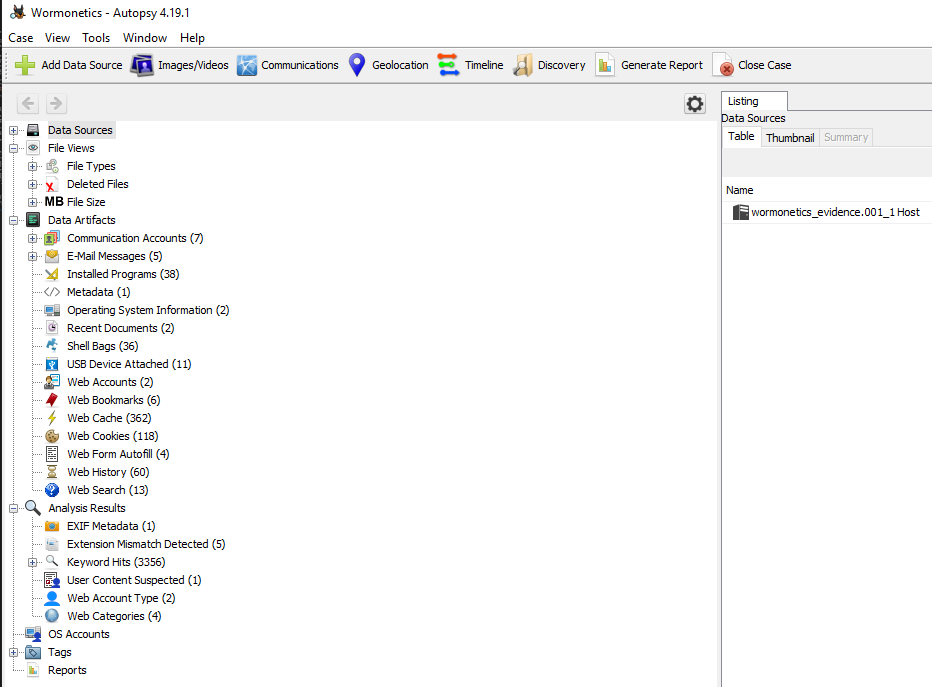 Wormonetics - Autopsy 4.19.1
Case View Tools Window Help
Add Data Source Images/Videos Communications Geolocation Timeline Discovery Generate Report Close Case
Listing
Data Sources
Table Thumbnail Summary
Name
wormonetics_evidence.001_1 Host
Data Sources
File Views
File Types
Deleted Files
MB File Size
Data Artifacts
Communication Accounts (7)
E-Mail Messages (5)
Installed Programs (38)
Metadata (1)
Operating System Information (2)
Recent Documents (2)
Shell Bags (36)
USB Device Attached (11)
Web Accounts (2)
Web Bookmarks (6)
Web Cache (362)
Web Cookies (118)
Web Form Autofill (4)
Web History (60)
Web Search (13)
Analysis Results
EXIF Metadata (1)
Extension Mismatch Detected (5)
Keyword Hits (3356)
User Content Suspected (1)
Web Account Type (2)
Web Categories (4)
OS Accounts
Tags
Reports